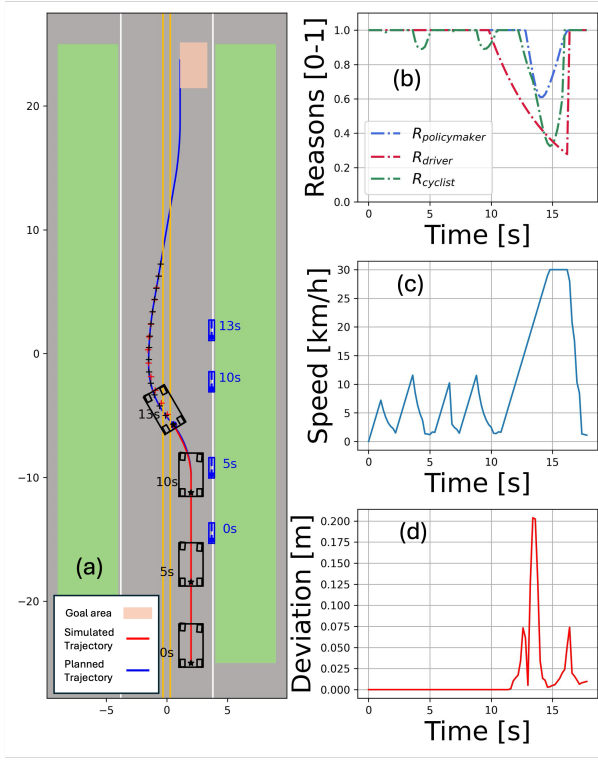 20
10
0
−10
−20
−5
0
5
13s
13s
10s
10s
5s
5s
0s
0s
(a)
Goal area
Simulated
Trajectory
Planned
Trajectory
Reasons [0-1]
1.0
0.8
0.6
0.4
0.2
0.0
(b)
R_policymaker
R_driver
R_cyclist
0
5
10
15
Time [s]
Speed [km/h]
30
25
20
15
10
5
0
(c)
0
5
10
15
Time [s]
Deviation [m]
0.200
0.175
0.150
0.125
0.100
0.075
0.050
0.025
0.000
(d)
0
5
10
15
Time [s]